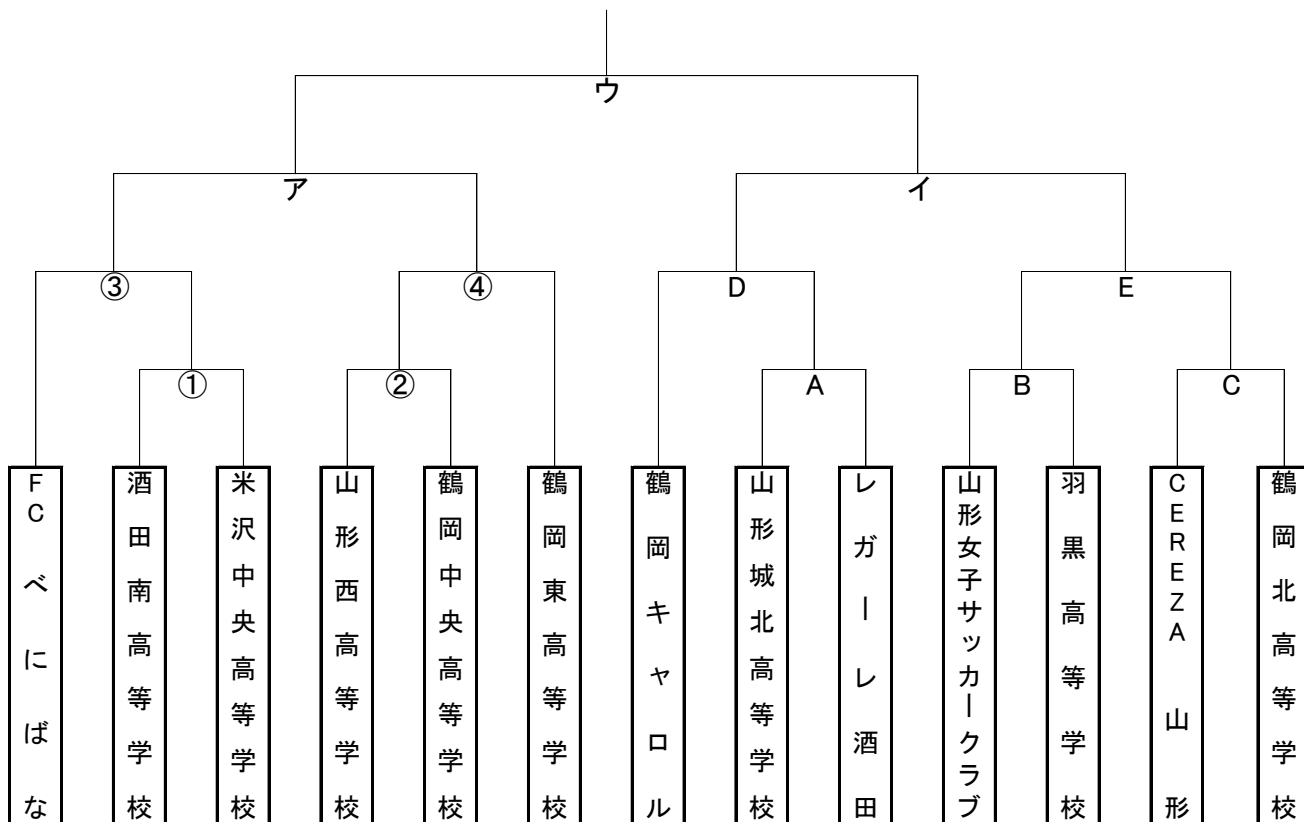 ウ
ア
イ
③
④
D
E
①
②
A
B
C
FCべにばな
酒田南高等学校
米沢中央高等学校
山形西高等学校
鶴岡中央高等学校
鶴岡東高等学校
鶴岡キャロル
山形城北高等学校
レガーレ酒田
山形女子サッカークラブ
羽黒高等学校
CEREZA山形
鶴岡北高等学校